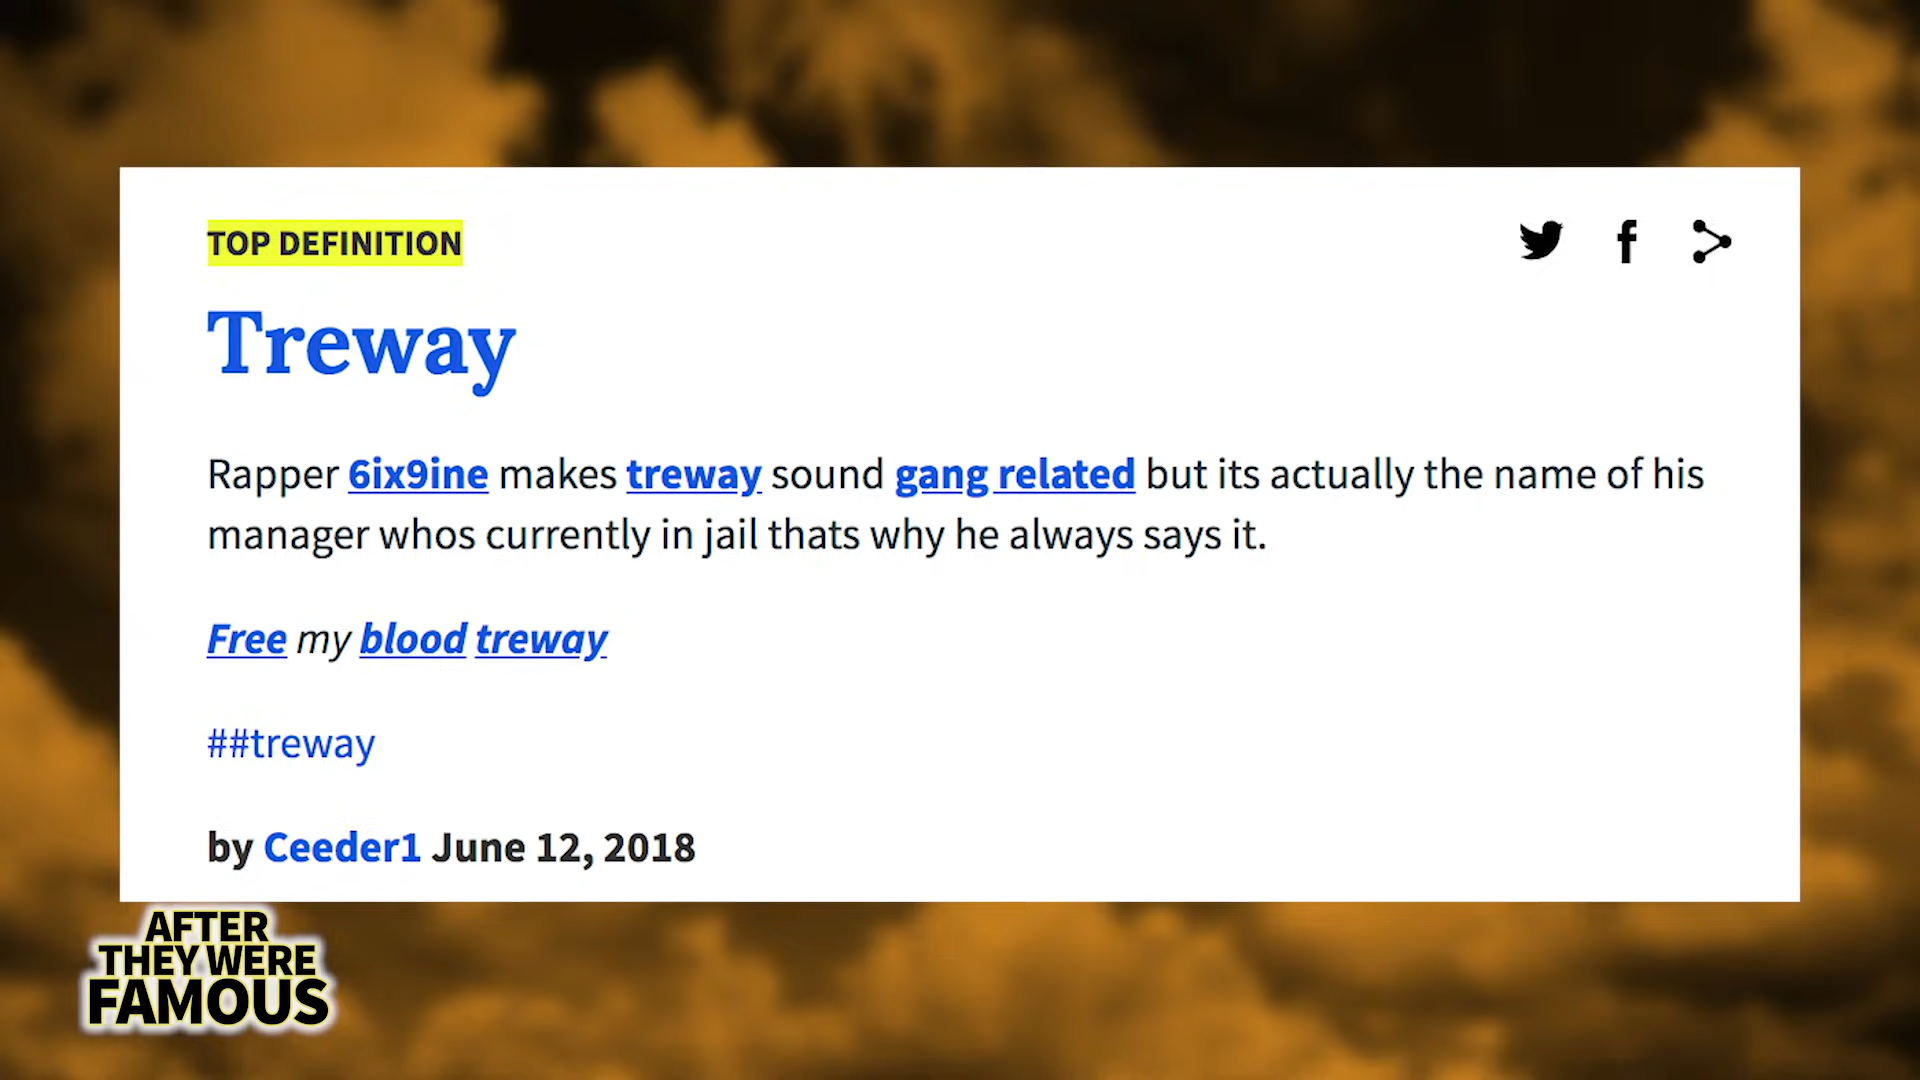 TOP DEFINITION
Treway
Rapper 6ix9ine makes treway sound gang related but its actually the name of his
manager whos currently in jail thats why he always says it.
Free my blood treway
##treway
by Ceeder1 June 12, 2018
AFTER
THEY WERE
FAMOUS